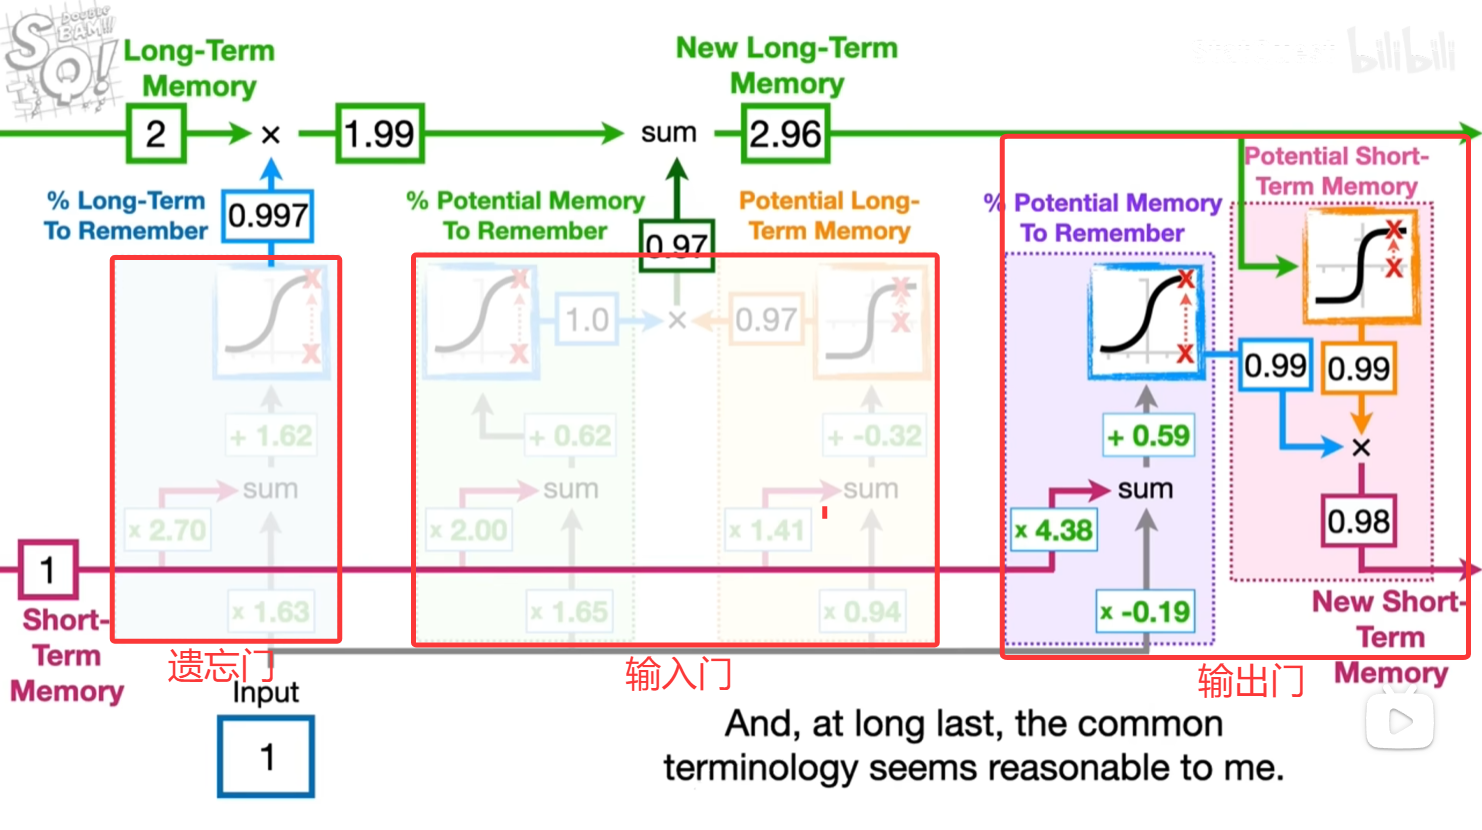 DOUBLE
BAM!!!
SQ!
bilibili
Long-Term
Memory
New Long-Term
Memory
2
×
1.99
sum
2.96
% Long-Term
To Remember
0.997
% Potential Memory
To Remember
0.97
Potential Long-
Term Memory
% Potential Memory
To Remember
Potential Short-
Term Memory
1.0
×
0.97
0.99
0.99
×
+ 1.62
+ 0.62
+ -0.32
+ 0.59
sum
sum
sum
sum
x 2.70
x 2.00
x 1.41
x 4.38
0.98
1
x 1.63
x 1.65
x 0.94
x -0.19
Short-
Term
Memory
New Short-
Term
Memory
遗忘门
输入门
输出门
Input
1
And, at long last, the common
terminology seems reasonable to me.